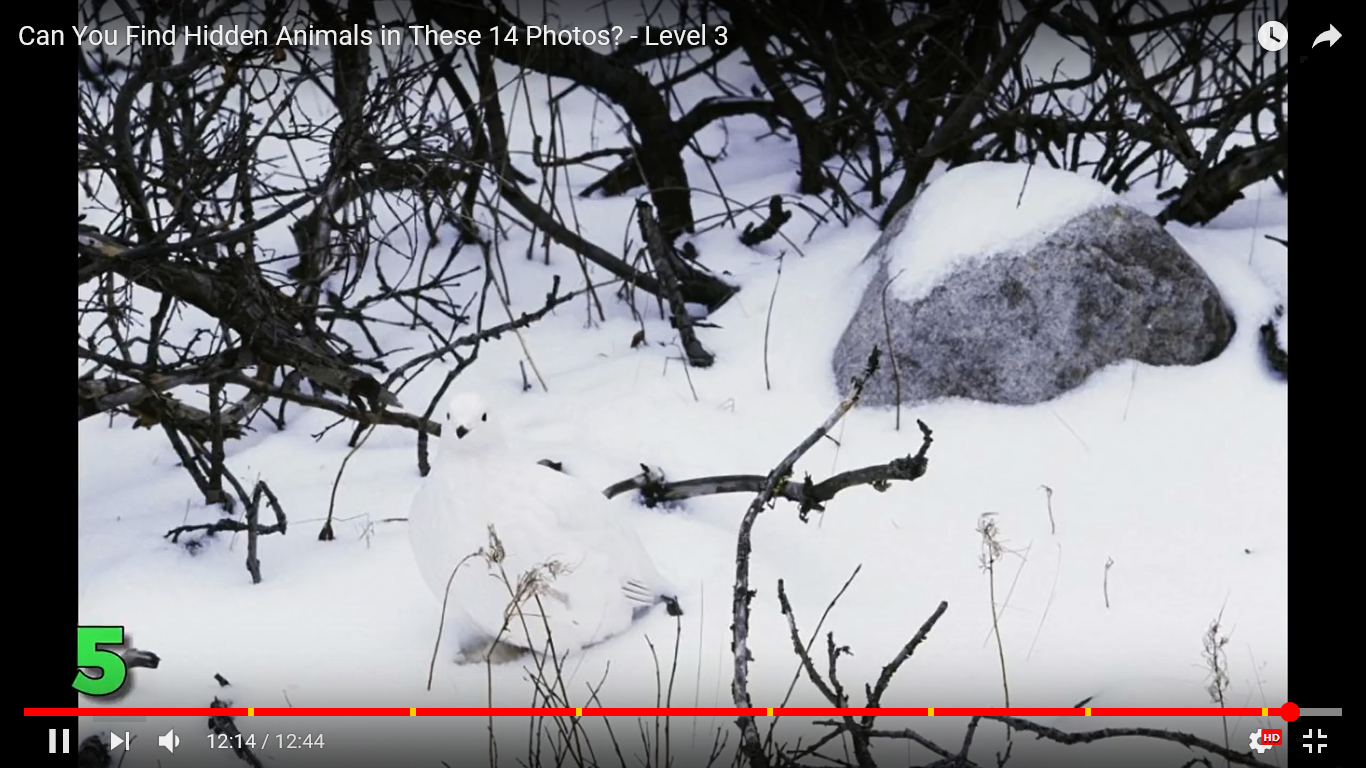 Can You Find Hidden Animals in These 14 Photos? - Level 3
5
12:14 / 12:44
HD